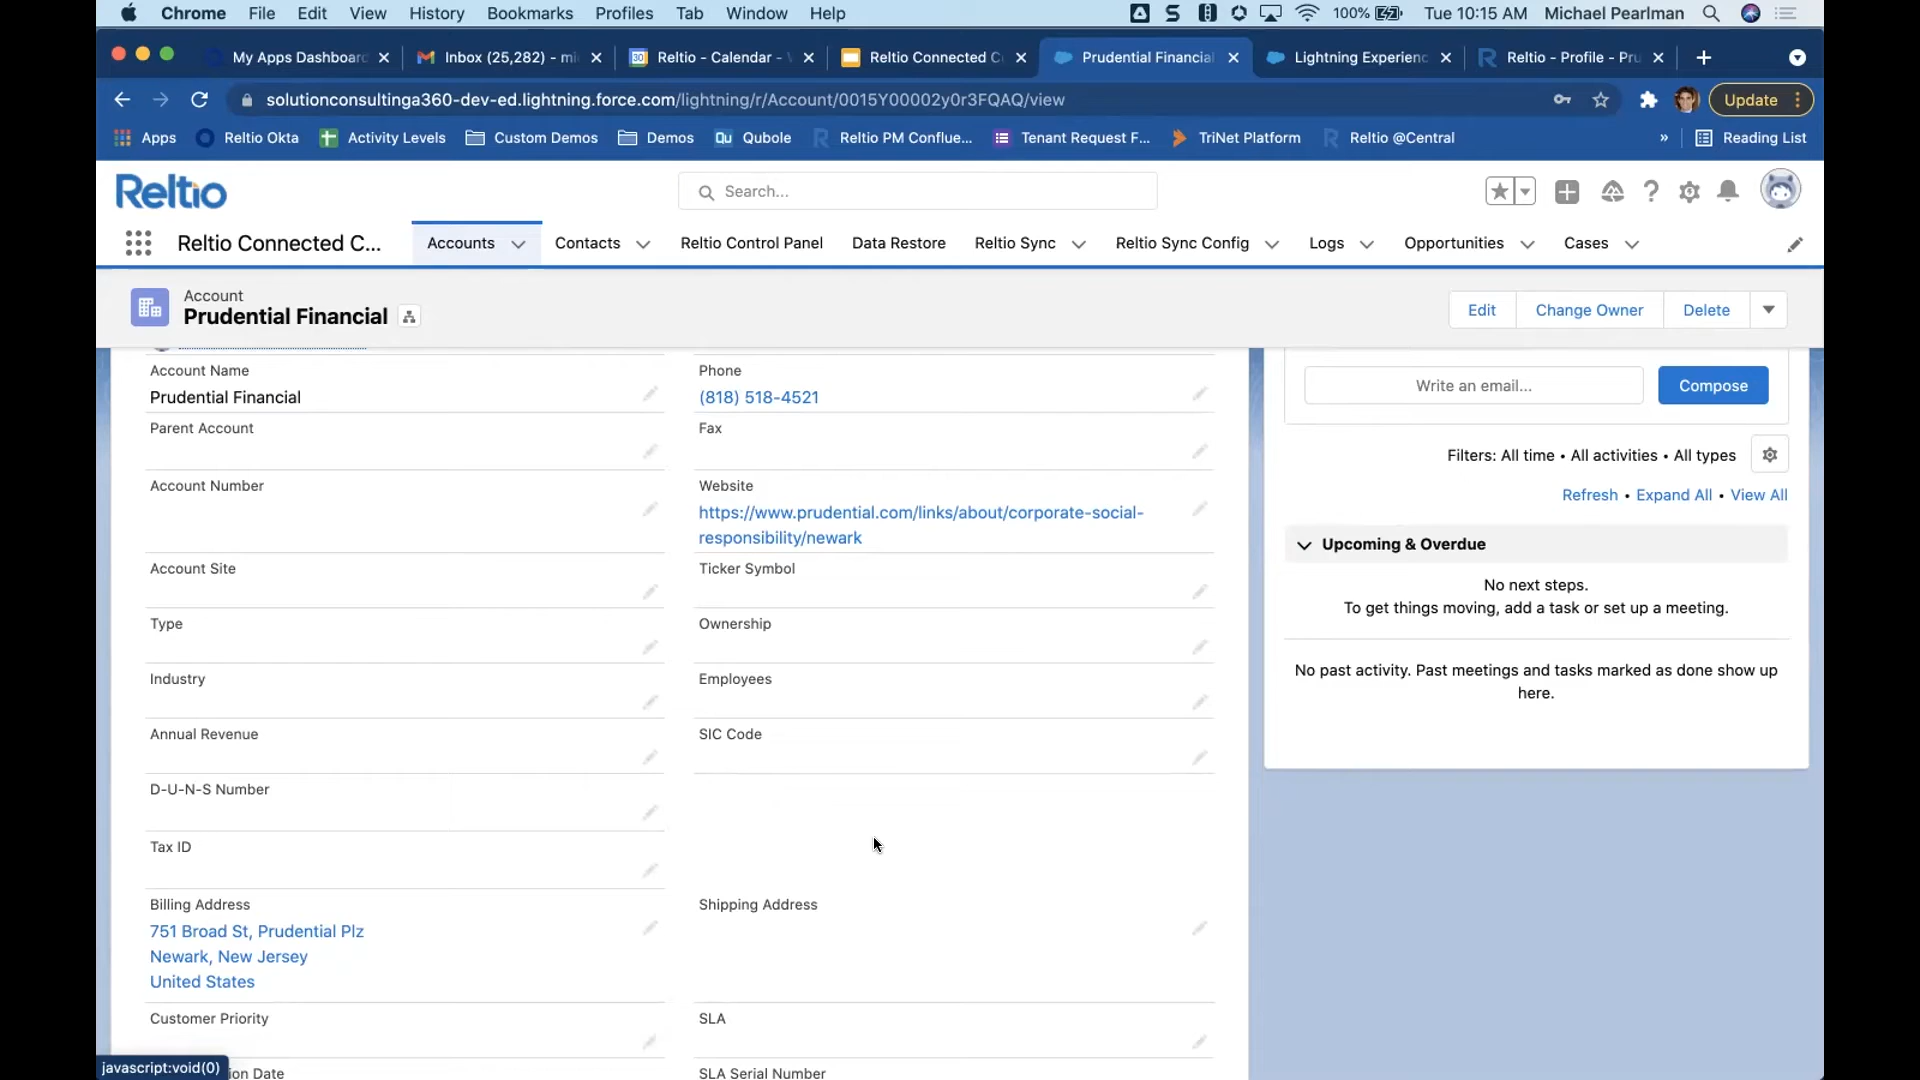 Chrome File Edit View History Bookmarks Profiles Tab Window Help 100% Tue 10:15 AM Michael Pearlman
My Apps Dashboard Inbox (25,282) - mi Reltio - Calendar - Reltio Connected C Prudential Financial Lightning Experienc Reltio - Profile - Pru
solutionconsultinga360-dev-ed.lightning.force.com/lightning/r/Account/0015Y00002y0r3FQAQ/view Update
Apps Reltio Okta Activity Levels Custom Demos Demos Qu Qubole Reltio PM Conflue... Tenant Request F... TriNet Platform Reltio @Central » Reading List
Reltio Search...
Reltio Connected C... Accounts Contacts Reltio Control Panel Data Restore Reltio Sync Reltio Sync Config Logs Opportunities Cases
Account
Prudential Financial Edit Change Owner Delete
Account Name Phone
Prudential Financial (818) 518-4521
Write an email... Compose
Parent Account Fax
Filters: All time • All activities • All types
Account Number Website
Refresh • Expand All • View All
https://www.prudential.com/links/about/corporate-social-
responsibility/newark
Upcoming & Overdue
Account Site Ticker Symbol
No next steps.
To get things moving, add a task or set up a meeting.
Type Ownership
Industry Employees
No past activity. Past meetings and tasks marked as done show up
here.
Annual Revenue SIC Code
D-U-N-S Number
Tax ID
Billing Address Shipping Address
751 Broad St, Prudential Plz
Newark, New Jersey
United States
Customer Priority SLA
javascript:void(0) ion Date SLA Serial Number